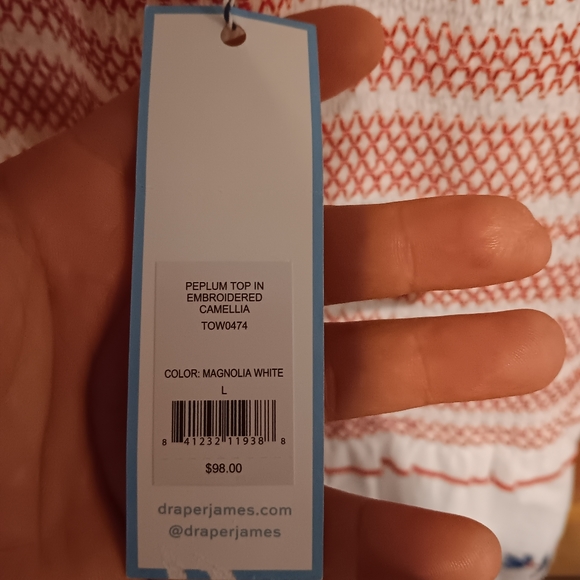 PEPLUM TOP IN
EMBROIDERED
CAMELLIA
TOW0474
COLOR: MAGNOLIA WHITE
L
8 41232 11938 8
$98.00
draperjames.com
@draperjames